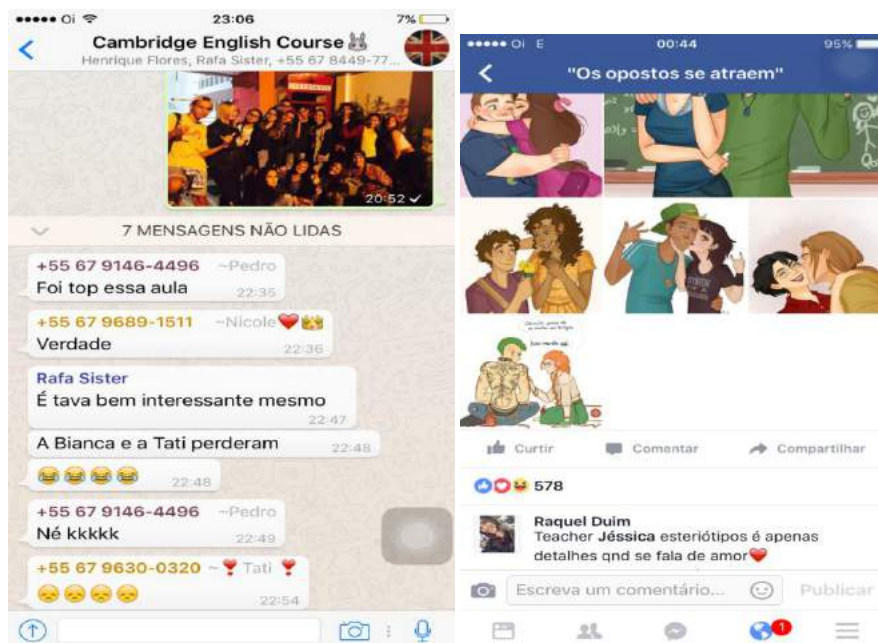 Oi
23:06
7%
Cambridge English Course
Henrique Flores, Rafa Sister, +55 67 8449-77...
20:52
7 MENSAGENS NÃO LIDAS
+55 67 9146-4496 ~Pedro
Foi top essa aula 22:35
+55 67 9689-1511 ~Nicole❤️👑
Verdade
22:36
Rafa Sister
É tava bem interessante mesmo
22:47
A Bianca e a Tati perderam 22:48
😂😂😂😂 22:48
+55 67 9146-4496 ~Pedro
Né kkkkk 22:49
+55 67 9630-0320 ~❣️ Tati ❣️
😞😞😞😞 22:54
Oi E 00:44 95%
"Os opostos se atraem"
Curtir Comentar Compartilhar
578
Raquel Duim
Teacher Jéssica esteriótipos é apenas
detalhes qnd se fala de amor❤️
Escreva um comentário... Publicar
1